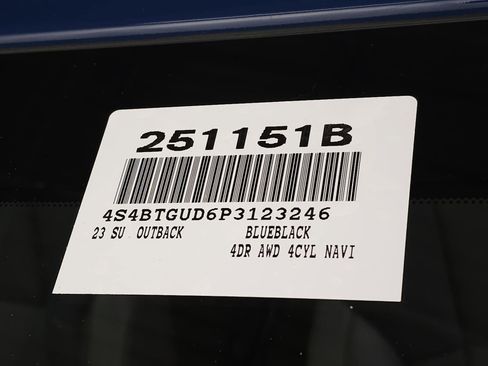 251151B
4S4BTGUD6P3123246
23 SU OUTBACK BLUEBLACK
4DR AWD 4CYL NAVI